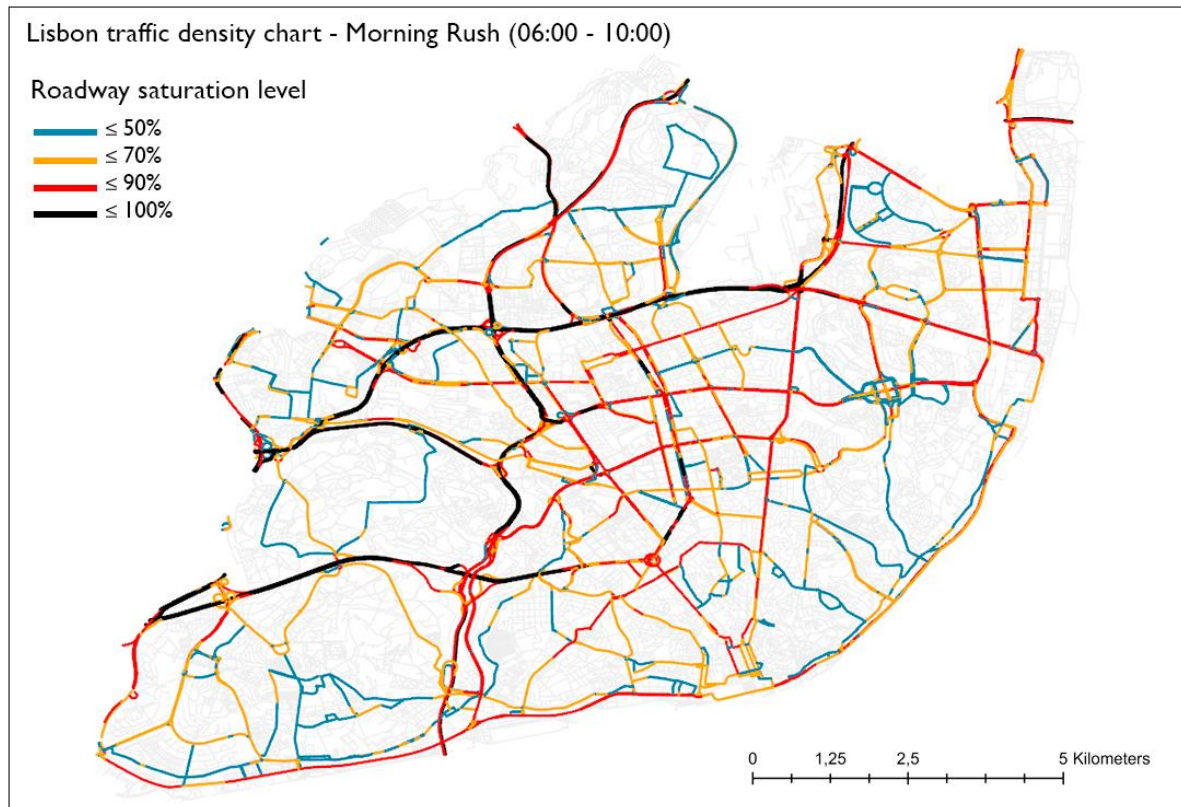 Lisbon traffic density chart - Morning Rush (06:00 - 10:00)
Roadway saturation level
≤ 50%
≤ 70%
≤ 90%
≤ 100%
0 1,25 2,5 5 Kilometers